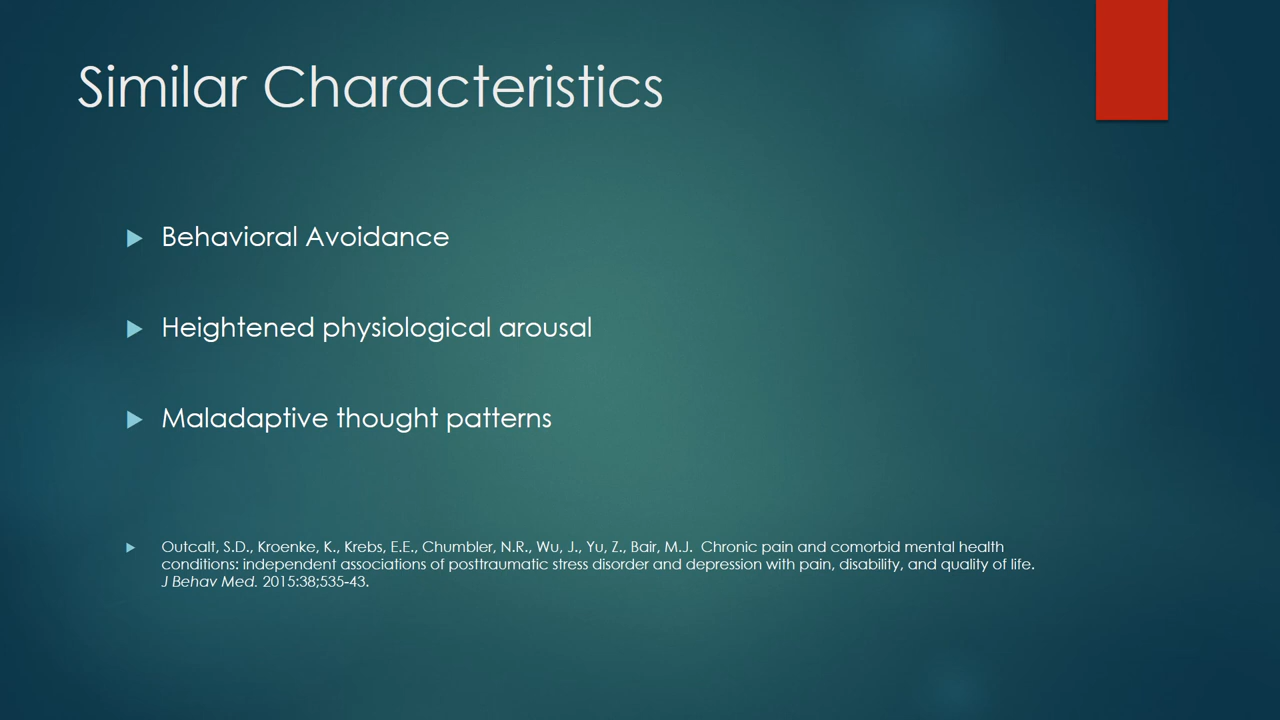 Similar Characteristics
Behavioral Avoidance
Heightened physiological arousal
Maladaptive thought patterns
Outcalt, S.D., Kroenke, K., Krebs, E.E., Chumbler, N.R., Wu, J., Yu, Z., Bair, M.J.  Chronic pain and comorbid mental health
conditions: independent associations of posttraumatic stress disorder and depression with pain, disability, and quality of life.
J Behav Med. 2015:38;535-43.